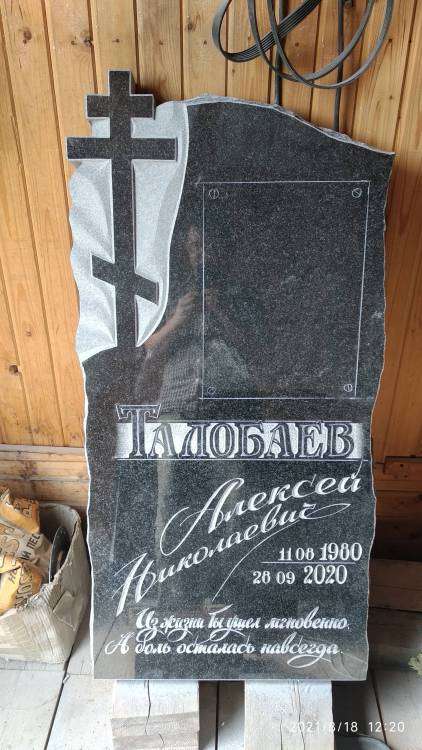 ТАЛОБАЕВ
Алексей
Николаевич
11 08 1980
28 09 2020
Из жизни ты ушел мгновенно,
А боль осталась навсегда.
2021/8/18 12:20